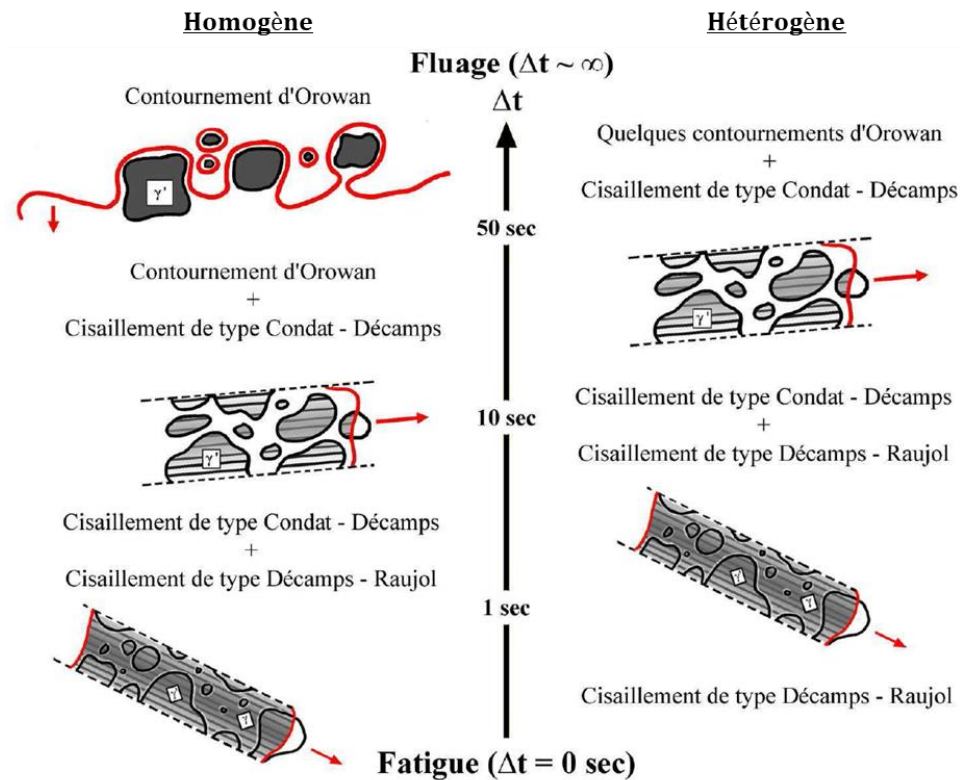 Homogène
Hétérogène
Fluage (Δt ~ ∞)
Δt
Contournement d'Orowan
γ'
Quelques contournements d'Orowan
+
Cisaillement de type Condat - Décamps
50 sec
γ'
Contournement d'Orowan
+
Cisaillement de type Condat - Décamps
10 sec
γ'
Cisaillement de type Condat - Décamps
+
Cisaillement de type Décamps - Raujol
Cisaillement de type Condat - Décamps
+
Cisaillement de type Décamps - Raujol
1 sec
γ'
γ
γ'
γ
Cisaillement de type Décamps - Raujol
Fatigue (Δt = 0 sec)